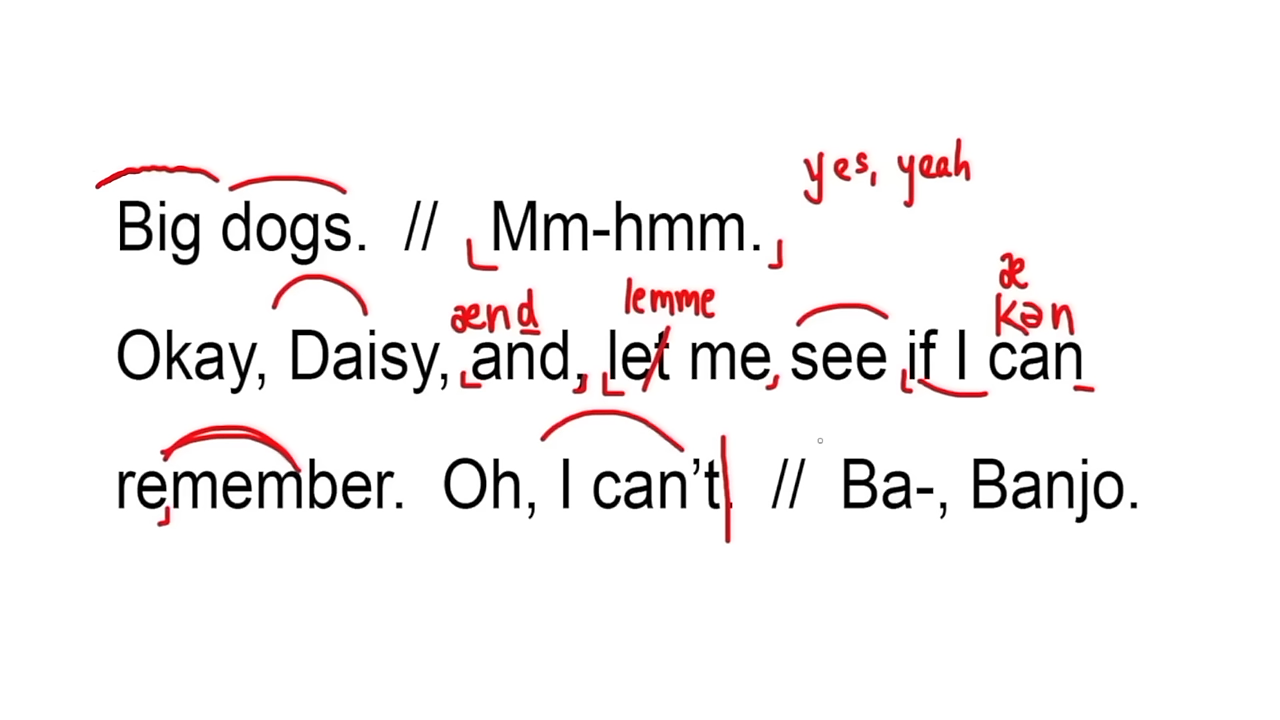 yes, yeah
Big dogs. // Mm-hmm.
æ
ænd lemme kən
Okay, Daisy, and, let me, see if I can
remember. Oh, I can't. // Ba-, Banjo.